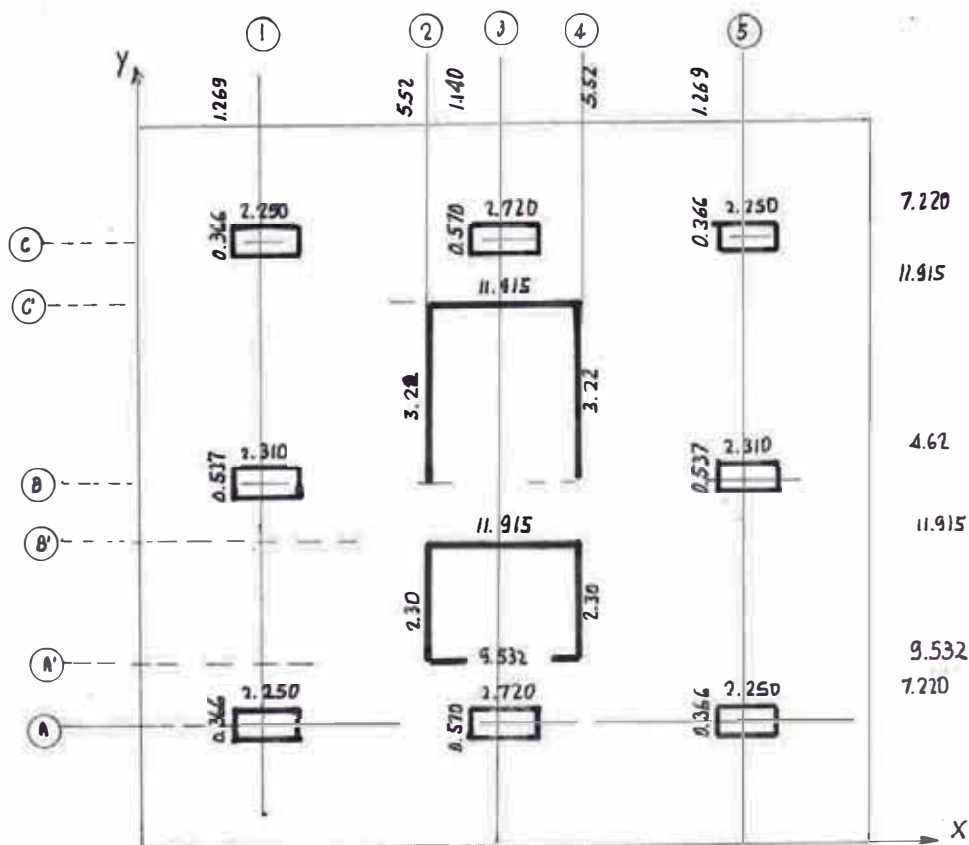 1 2 3 4 5
Y
1.269 5.52 1.140 5.52 1.269
7.220
C 0.366 2.250 0.570 2.720 0.366 2.250
11.915
C' 11.915
3.22 3.22
4.62
B 0.537 2.310 0.537 2.310
11.915
B' 11.915
2.30 2.30
A' 9.532 9.532
7.220
A 0.366 2.250 0.570 2.720 0.366 2.250
X